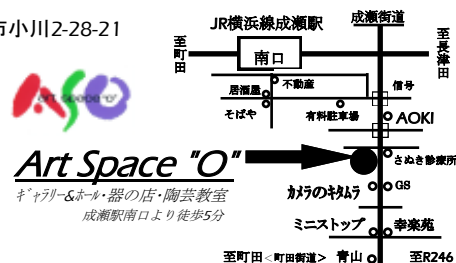 市小川2-28-21
JR横浜線成瀬駅
成瀬街道
至町田
南口
至長津田
不動産
居酒屋
信号
そばや
有料駐車場
AOKI
art space "o"
Art Space "O"
さぬき診療所
ギャラリー&ホール・器の店・陶芸教室
カメラのキタムラ
GS
成瀬駅南口より徒歩5分
ミニストップ
幸楽苑
至町田<町田街道>
青山
至R246